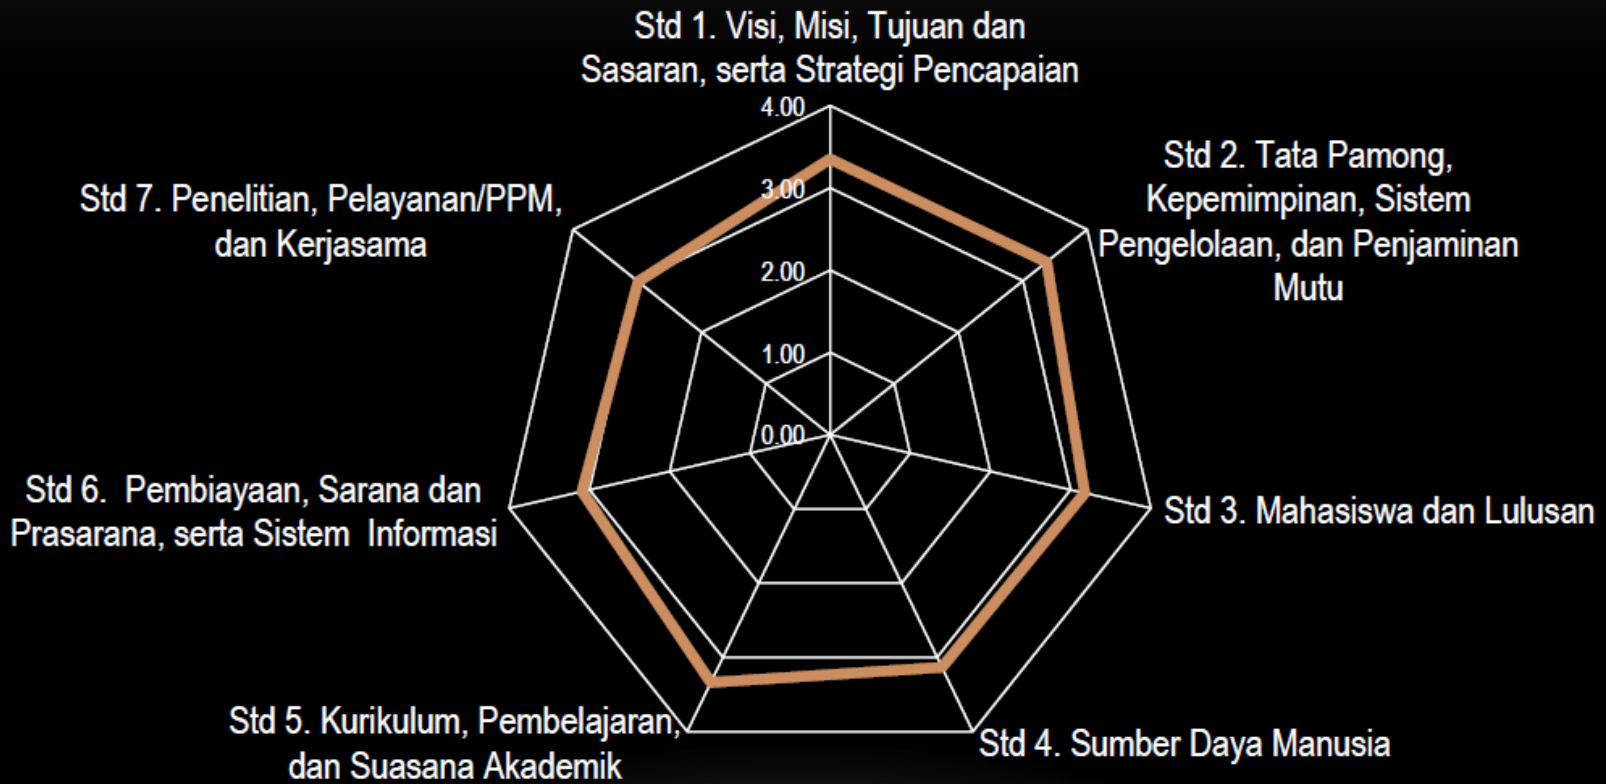 Std 1. Visi, Misi, Tujuan dan
Sasaran, serta Strategi Pencapaian
4.00
3.00
2.00
1.00
0.00
Std 2. Tata Pamong,
Kepemimpinan, Sistem
Pengelolaan, dan Penjaminan
Mutu
Std 3. Mahasiswa dan Lulusan
Std 4. Sumber Daya Manusia
Std 5. Kurikulum, Pembelajaran,
dan Suasana Akademik
Std 6.  Pembiayaan, Sarana dan
Prasarana, serta Sistem  Informasi
Std 7. Penelitian, Pelayanan/PPM,
dan Kerjasama